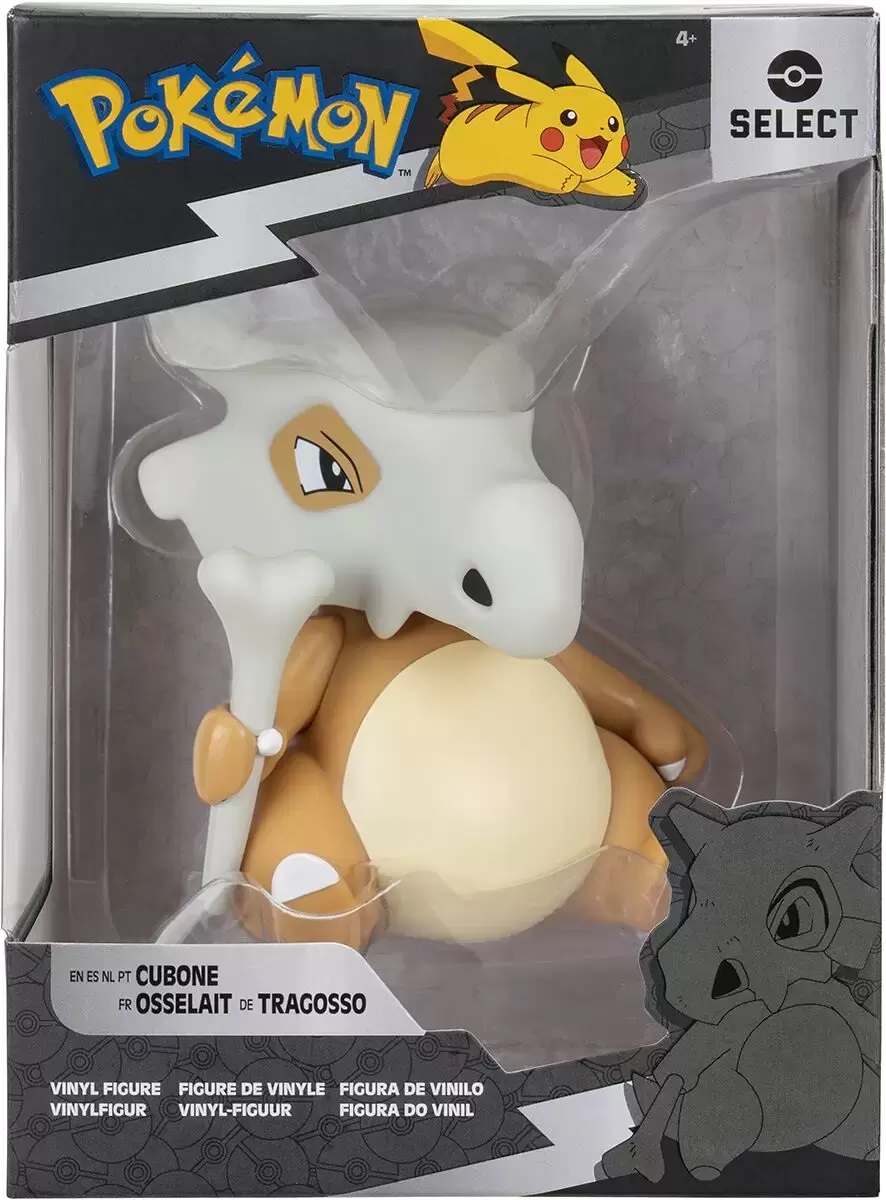 POKÉMON
™
4+
SELECT
EN ES NL PT CUBONE
FR OSSELAIT DE TRAGOSSO
VINYL FIGURE FIGURE DE VINYLE FIGURA DE VINILO
VINYLFIGUR VINYL-FIGUUR FIGURA DO VINIL